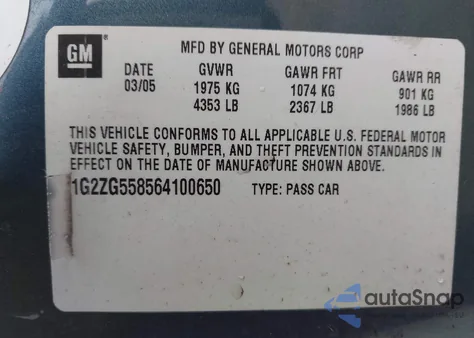 GM
MFD BY GENERAL MOTORS CORP
DATE GVWR GAWR FRT GAWR RR
03/05 1975 KG 1074 KG 901 KG
4353 LB 2367 LB 1986 LB
THIS VEHICLE CONFORMS TO ALL APPLICABLE U.S. FEDERAL MOTOR
VEHICLE SAFETY, BUMPER, AND THEFT PREVENTION STANDARDS IN
EFFECT ON THE DATE OF MANUFACTURE SHOWN ABOVE.
1G2ZG558564100650 TYPE: PASS CAR
autoSnap